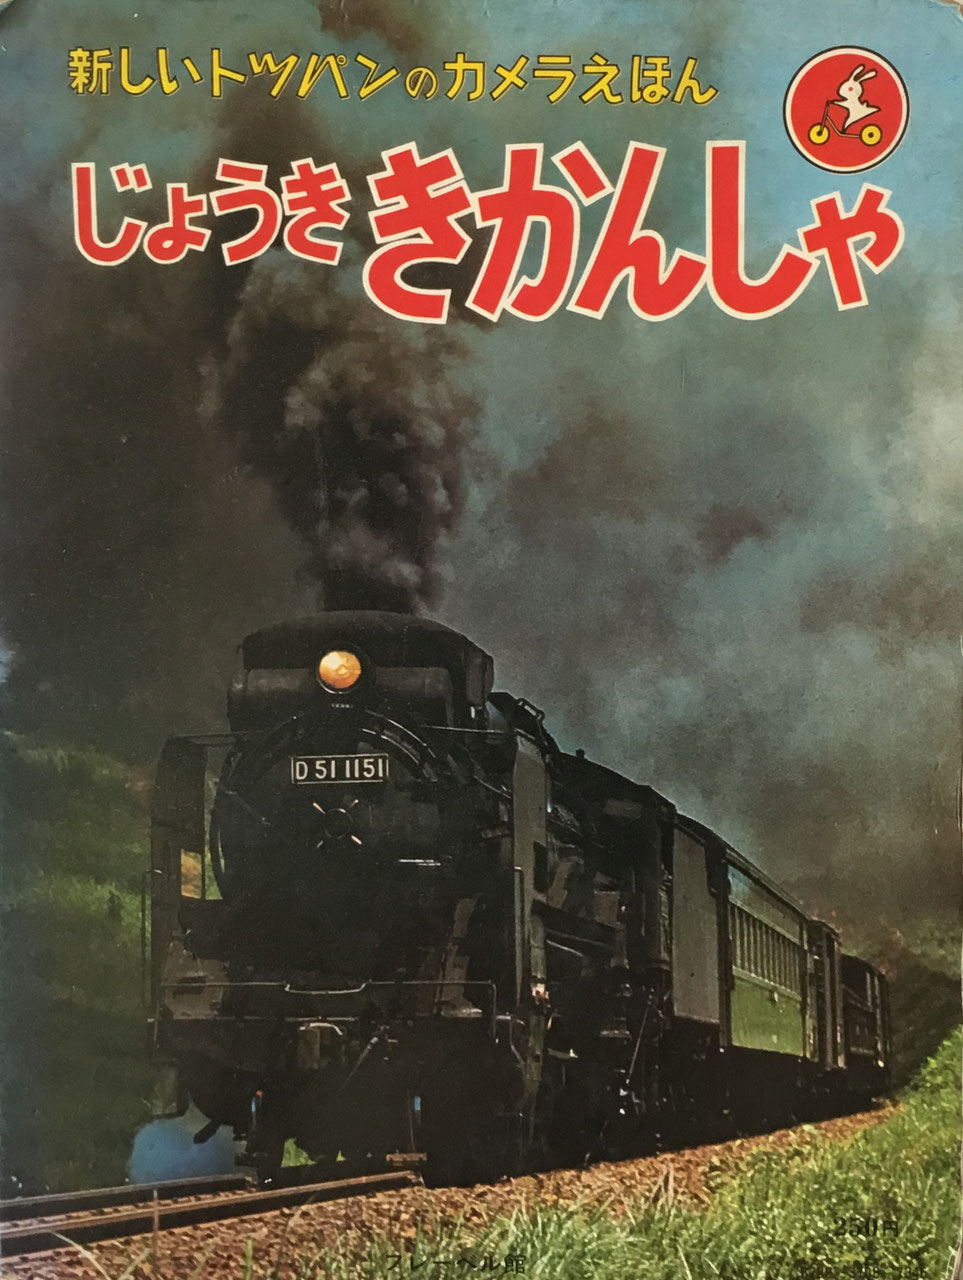 新しいトツパンのカメラえほん
じょうききかんしゃ
D51 1151
250円
フレーベル館